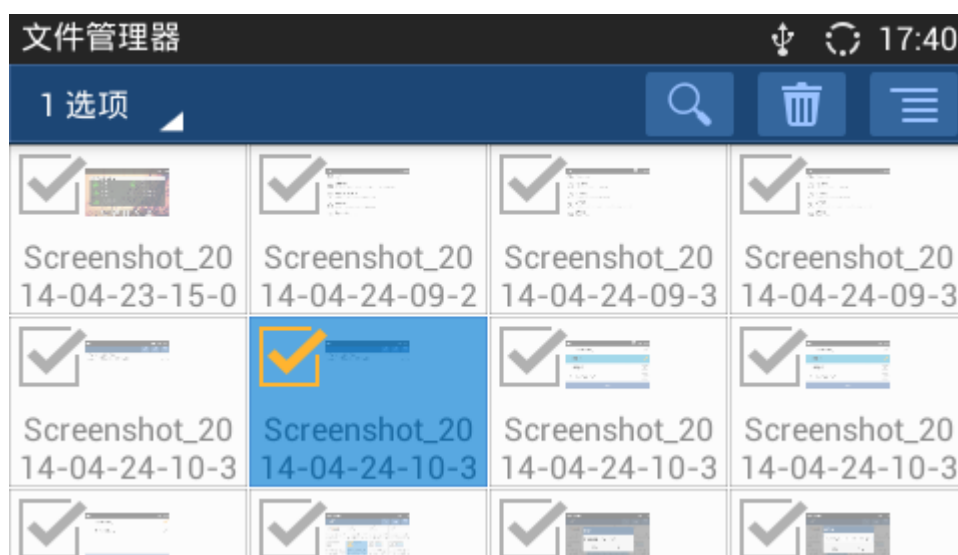 文件管理器 17:40
1 选项
Screenshot_20 Screenshot_20 Screenshot_20 Screenshot_20
14-04-23-15-0 14-04-24-09-2 14-04-24-09-3 14-04-24-09-3
Screenshot_20 Screenshot_20 Screenshot_20 Screenshot_20
14-04-24-10-3 14-04-24-10-3 14-04-24-10-3 14-04-24-10-3